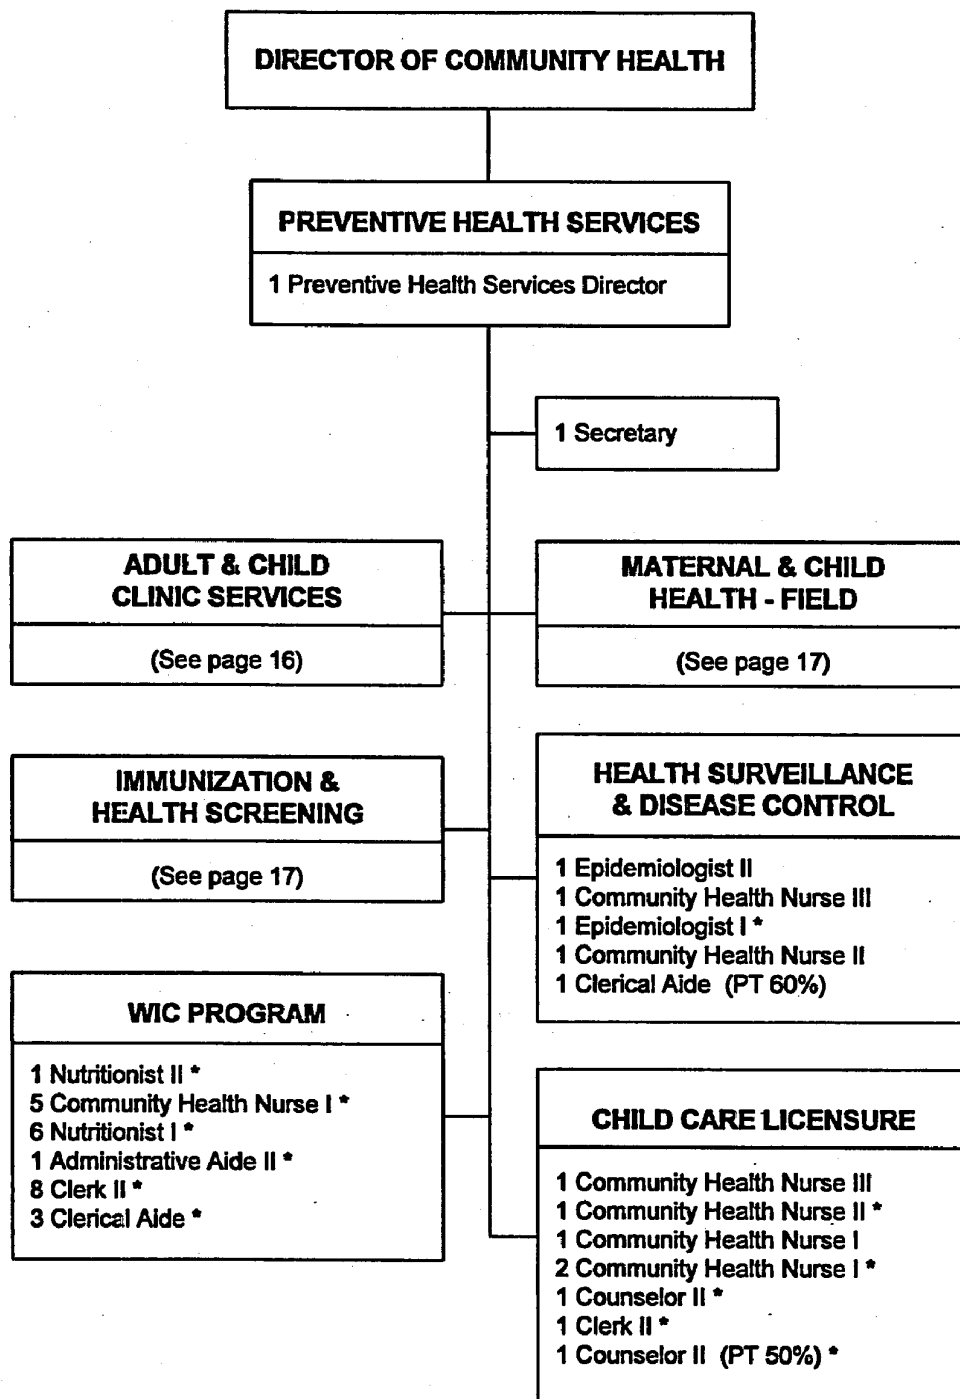 DIRECTOR OF COMMUNITY HEALTH
PREVENTIVE HEALTH SERVICES
1 Preventive Health Services Director
1 Secretary
ADULT & CHILD
CLINIC SERVICES
(See page 16)
MATERNAL & CHILD
HEALTH - FIELD
(See page 17)
IMMUNIZATION &
HEALTH SCREENING
(See page 17)
HEALTH SURVEILLANCE
& DISEASE CONTROL
1 Epidemiologist II
1 Community Health Nurse III
1 Epidemiologist I *
1 Community Health Nurse II
1 Clerical Aide (PT 60%)
WIC PROGRAM
1 Nutritionist II *
5 Community Health Nurse I *
6 Nutritionist I *
1 Administrative Aide II *
8 Clerk II *
3 Clerical Aide *
CHILD CARE LICENSURE
1 Community Health Nurse III
1 Community Health Nurse II *
1 Community Health Nurse I
2 Community Health Nurse I *
1 Counselor II *
1 Clerk II *
1 Counselor II (PT 50%) *